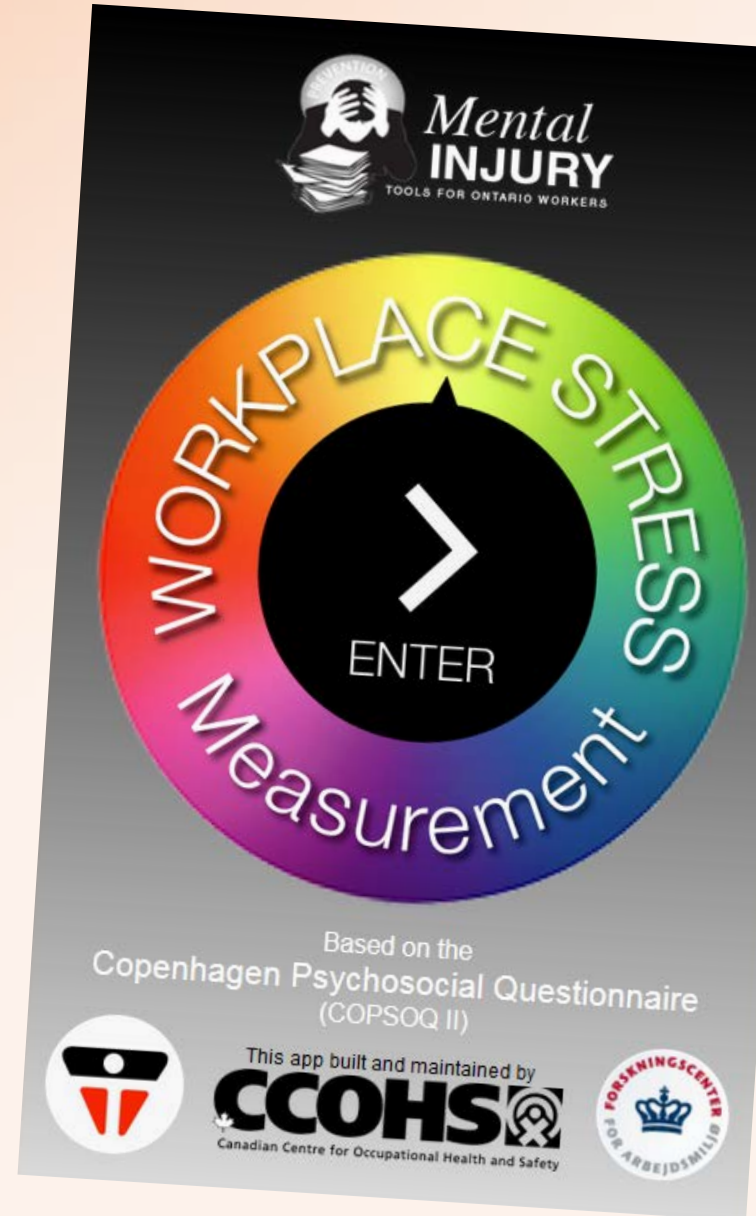 PREVENTION
Mental
INJURY
TOOLS FOR ONTARIO WORKERS
WORKPLACE STRESS
Measurement
ENTER
Based on the
Copenhagen Psychosocial Questionnaire
(COPSOQ II)
This app built and maintained by
CCOHS
Canadian Centre for Occupational Health and Safety
FORSKNINGSCENTER
FOR ARBEJDSMILJØ